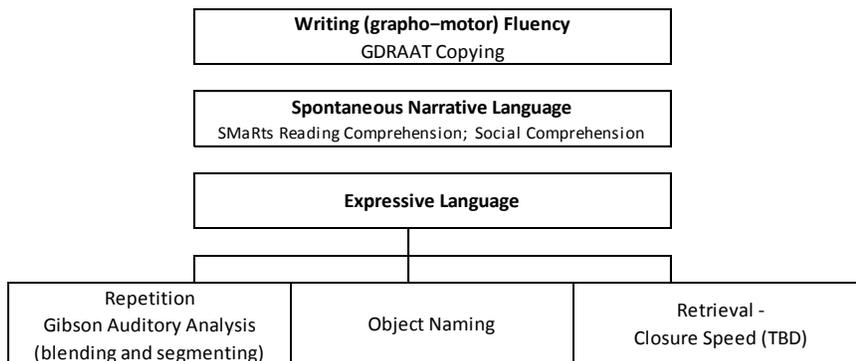 Writing (grapho–motor) Fluency
GDRAAT Copying
Spontaneous Narrative Language
SMaRts Reading Comprehension; Social Comprehension
Expressive Language
Repetition
Gibson Auditory Analysis
(blending and segmenting)
Object Naming
Retrieval -
Closure Speed (TBD)